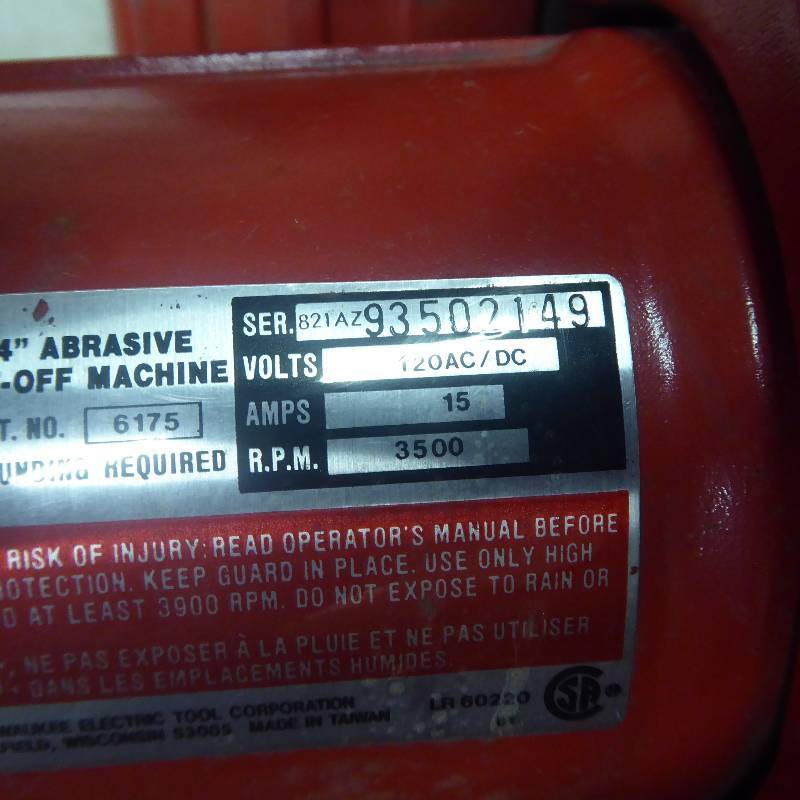 SER. 821AZ 93502149
4" ABRASIVE
-OFF MACHINE
VOLTS 120AC/DC
T. NO. 6175
AMPS 15
UNDING REQUIRED
R.P.M. 3500
RISK OF INJURY: READ OPERATOR'S MANUAL BEFORE
OTECTION. KEEP GUARD IN PLACE. USE ONLY HIGH
D AT LEAST 3900 RPM. DO NOT EXPOSE TO RAIN OR
NE PAS EXPOSER À LA PLUIE ET NE PAS UTILISER
DANS LES EMPLACEMENTS HUMIDES.
WAUKEE ELECTRIC TOOL CORPORATION
FIELD, WISCONSIN 53005 MADE IN TAIWAN
LR 60220
SA ®